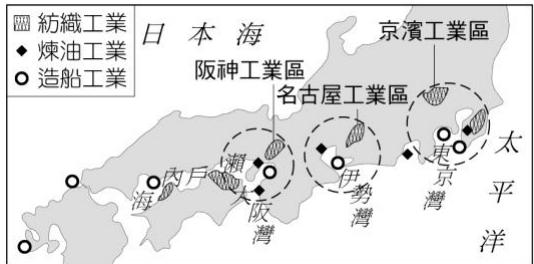 紡織工業
煉油工業
造船工業
日本海
阪神工業區
名古屋工業區
京濱工業區
太平洋
瀨戶內海
大阪灣
伊勢灣
東京灣